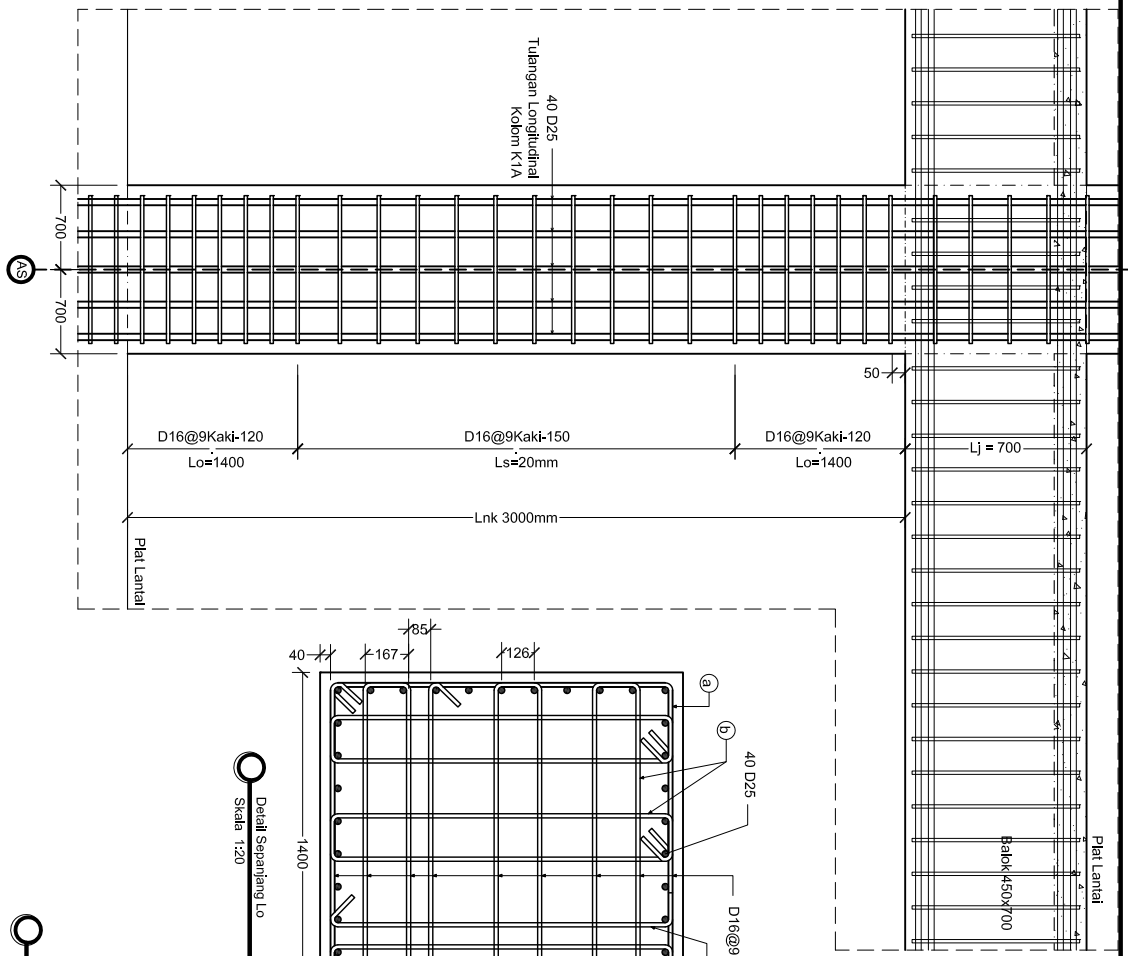 Tulangan Longitudinal
Kolom K1A
40 D25
700
700
AS
50
D16@9Kaki-120
Lo=1400
D16@9Kaki-150
Ls=20mm
D16@9Kaki-120
Lo=1400
Lj = 700
Lnk 3000mm
Plat Lantai
Plat Lantai
Balok 450x700
40
167
85
126
a
b
40 D25
1400
D16@9
Detail Sepanjang Lo
Skala 1:20